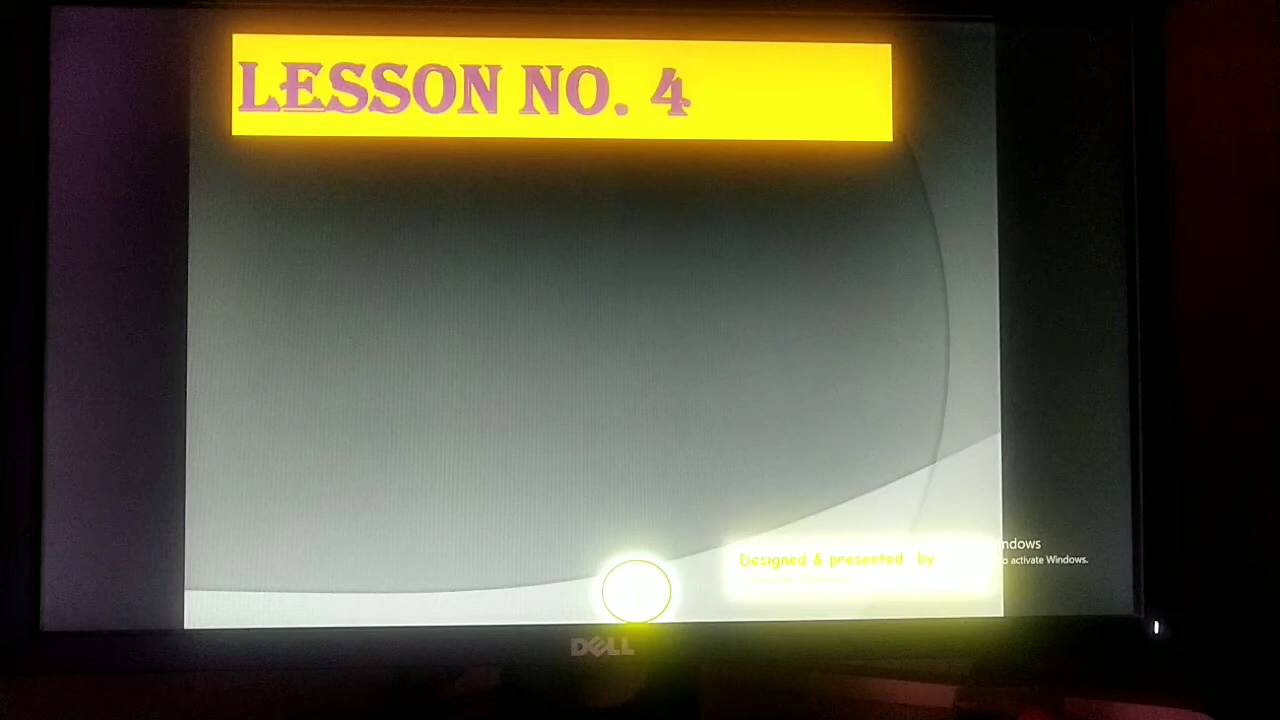 LESSON NO. 4
Designed & presented by
ndows
o activate Windows.
DELL